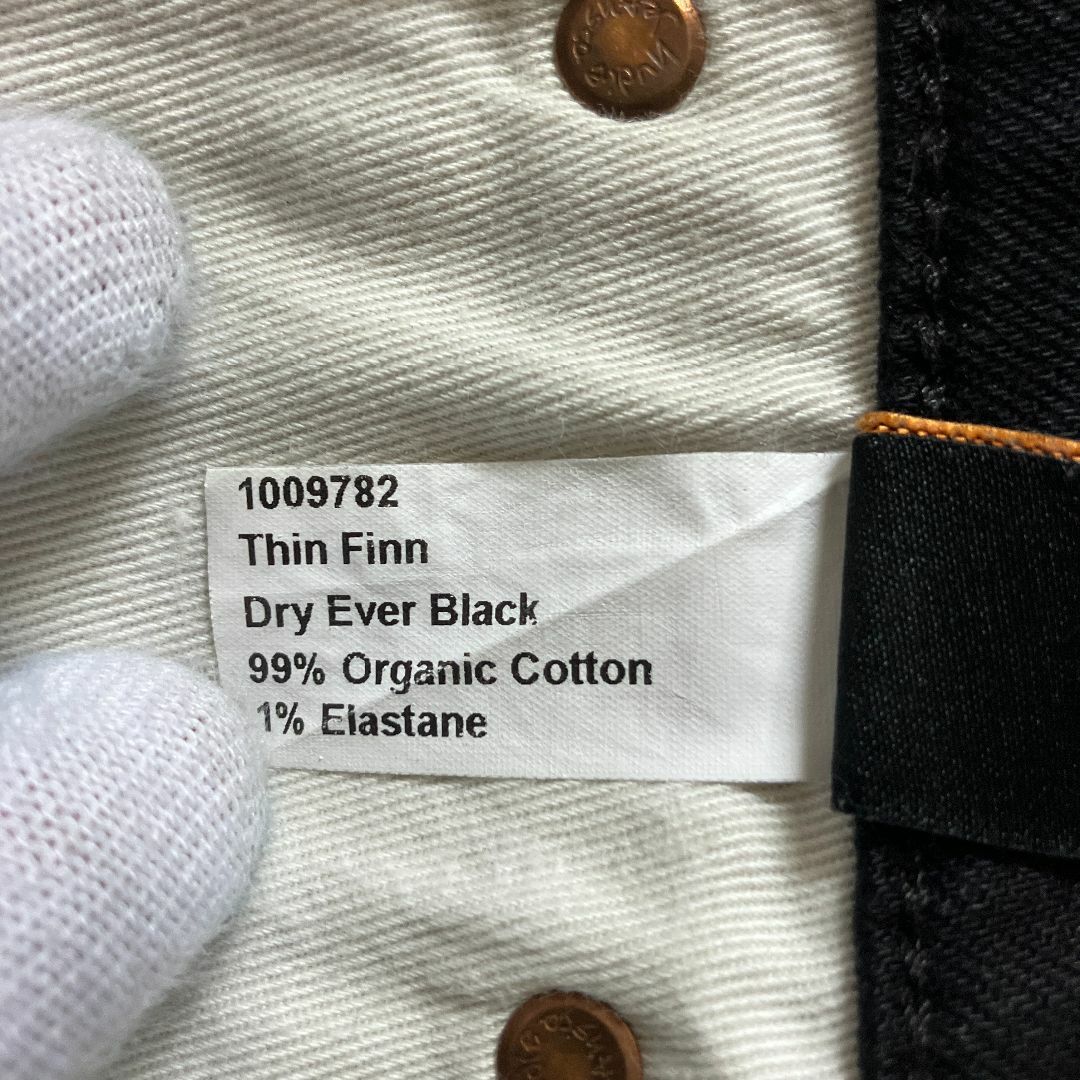 1009782
Thin Finn
Dry Ever Black
99% Organic Cotton
1% Elastane